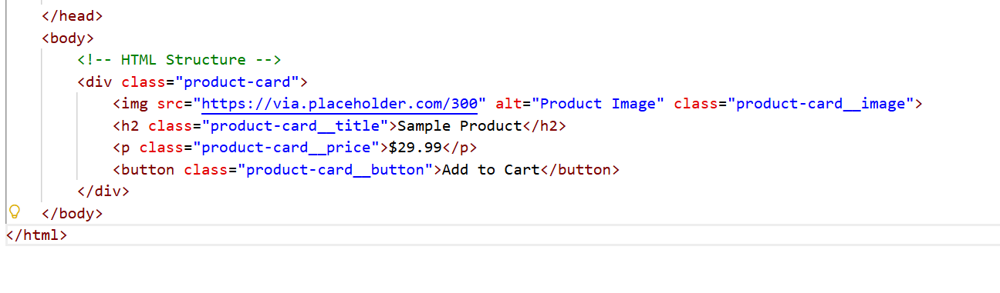 </head>
<body>
<!-- HTML Structure -->
<div class="product-card">
<img src="https://via.placeholder.com/300" alt="Product Image" class="product-card__image">
<h2 class="product-card__title">Sample Product</h2>
<p class="product-card__price">$29.99</p>
<button class="product-card__button">Add to Cart</button>
</div>
</body>
</html>